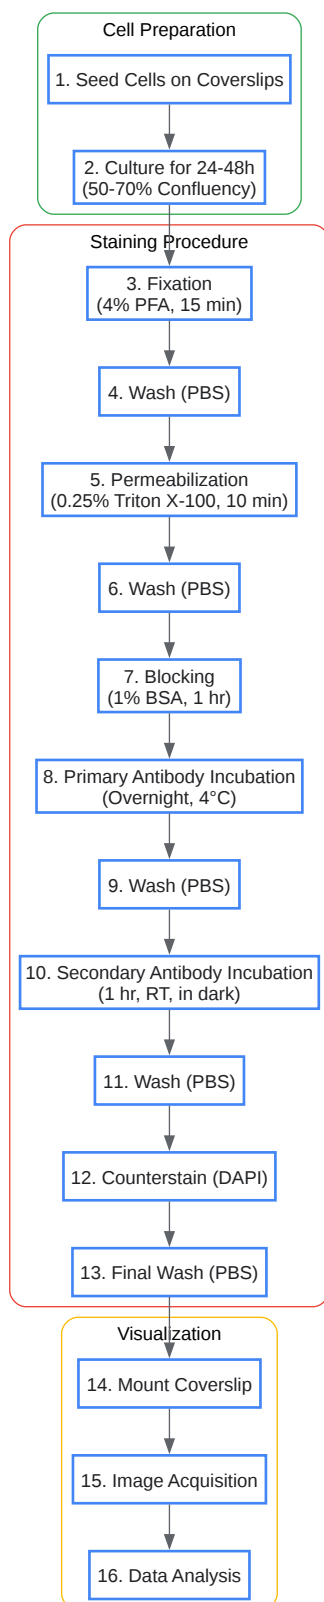 Cell Preparation
1. Seed Cells on Coverslips
2. Culture for 24-48h
(50-70% Confluency)
Staining Procedure
3. Fixation
(4% PFA, 15 min)
4. Wash (PBS)
5. Permeabilization
(0.25% Triton X-100, 10 min)
6. Wash (PBS)
7. Blocking
(1% BSA, 1 hr)
8. Primary Antibody Incubation
(Overnight, 4°C)
9. Wash (PBS)
10. Secondary Antibody Incubation
(1 hr, RT, in dark)
11. Wash (PBS)
12. Counterstain (DAPI)
13. Final Wash (PBS)
Visualization
14. Mount Coverslip
15. Image Acquisition
16. Data Analysis